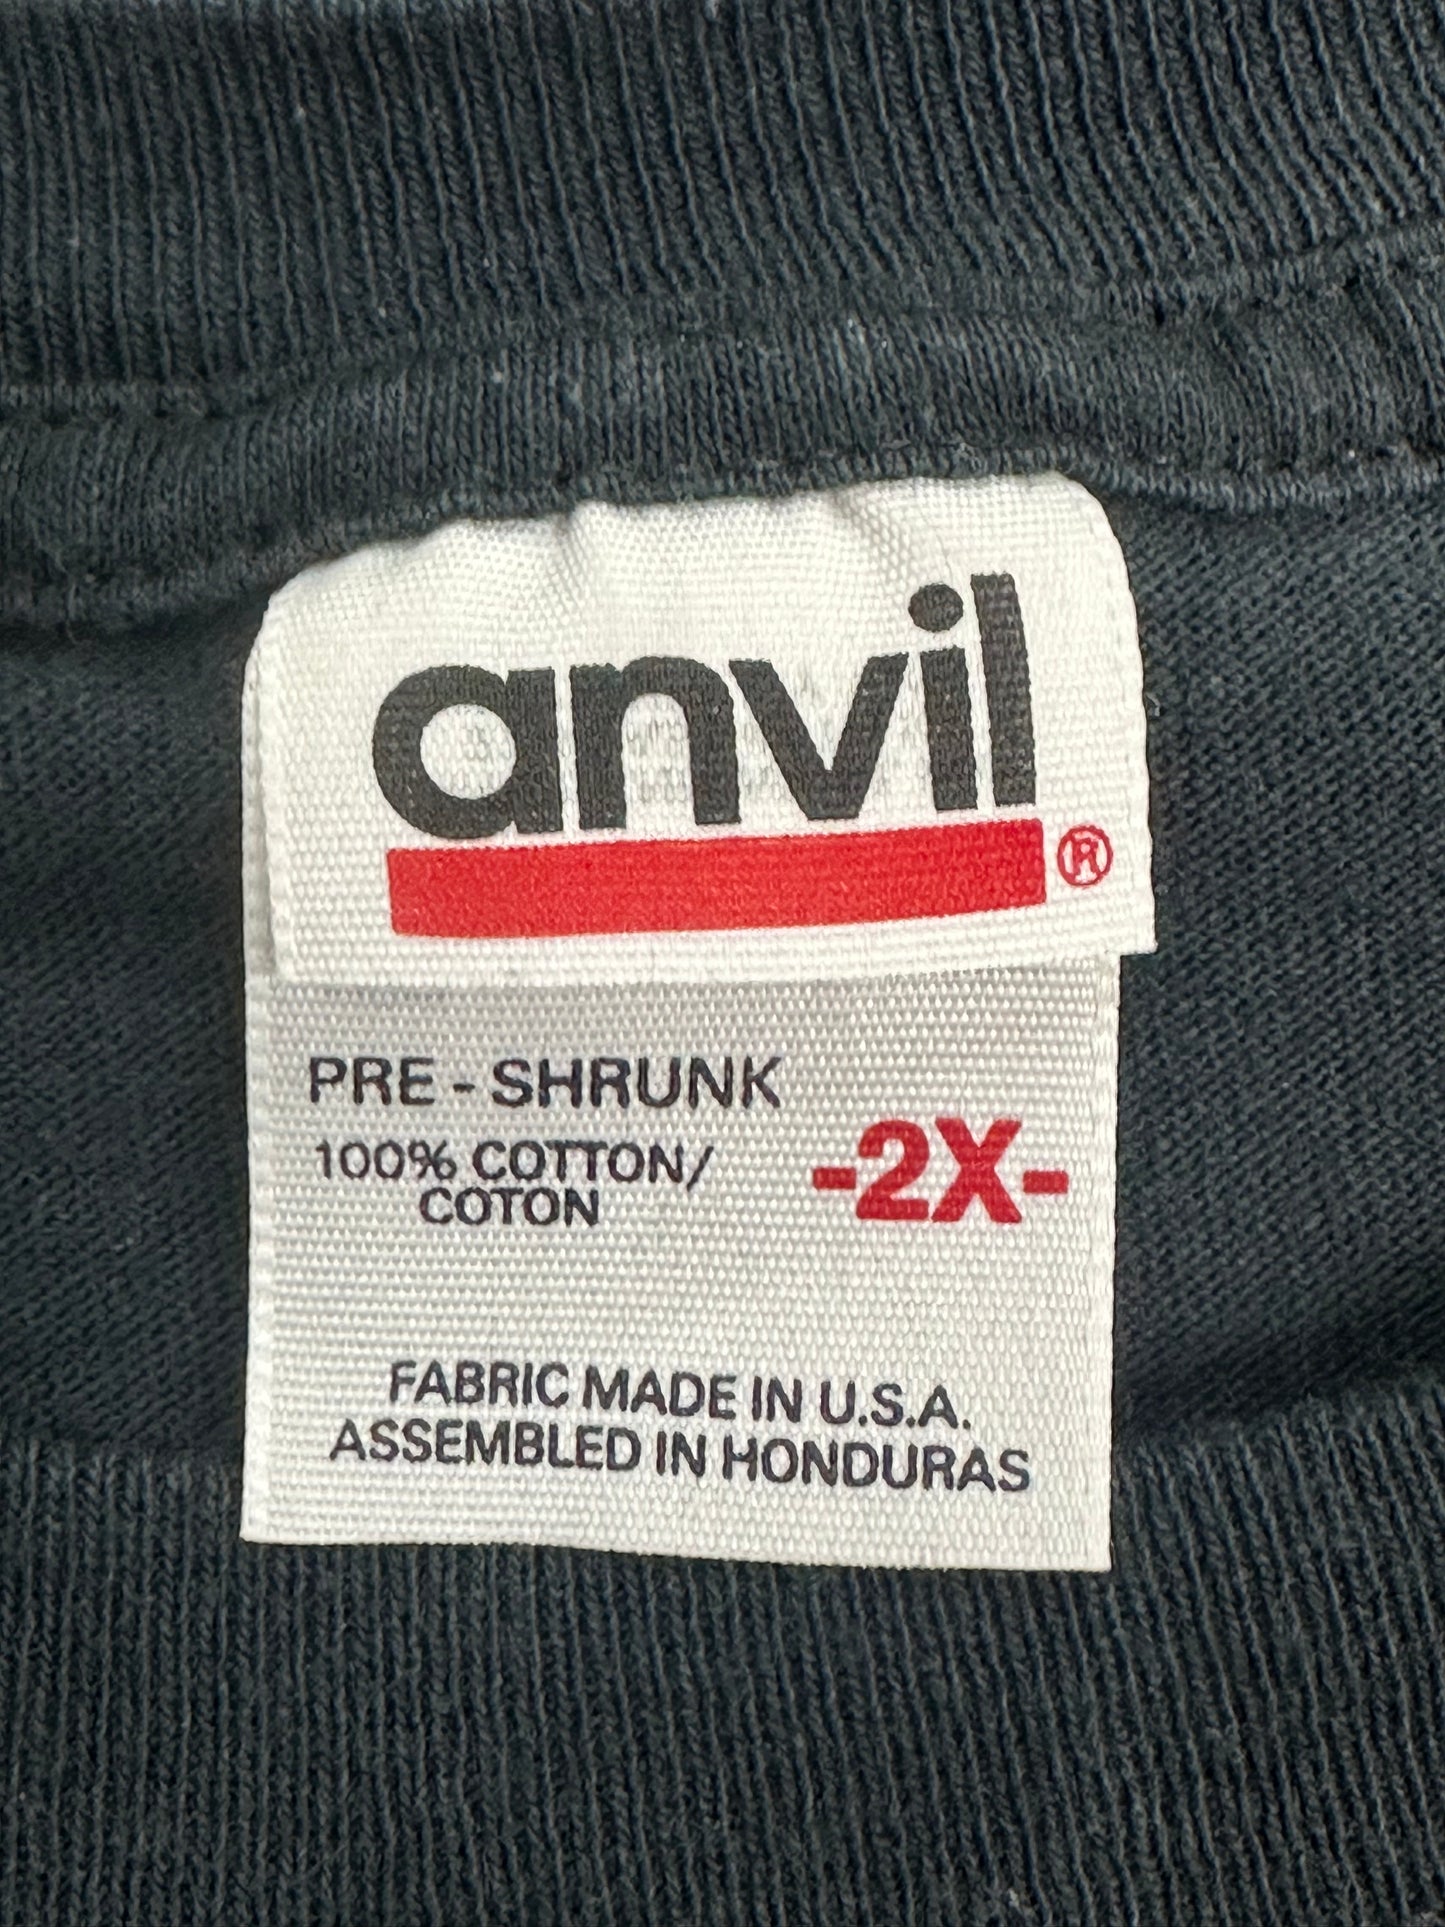 anvil®
PRE-SHRUNK
100% COTTON/
COTON
-2X-
FABRIC MADE IN U.S.A.
ASSEMBLED IN HONDURAS